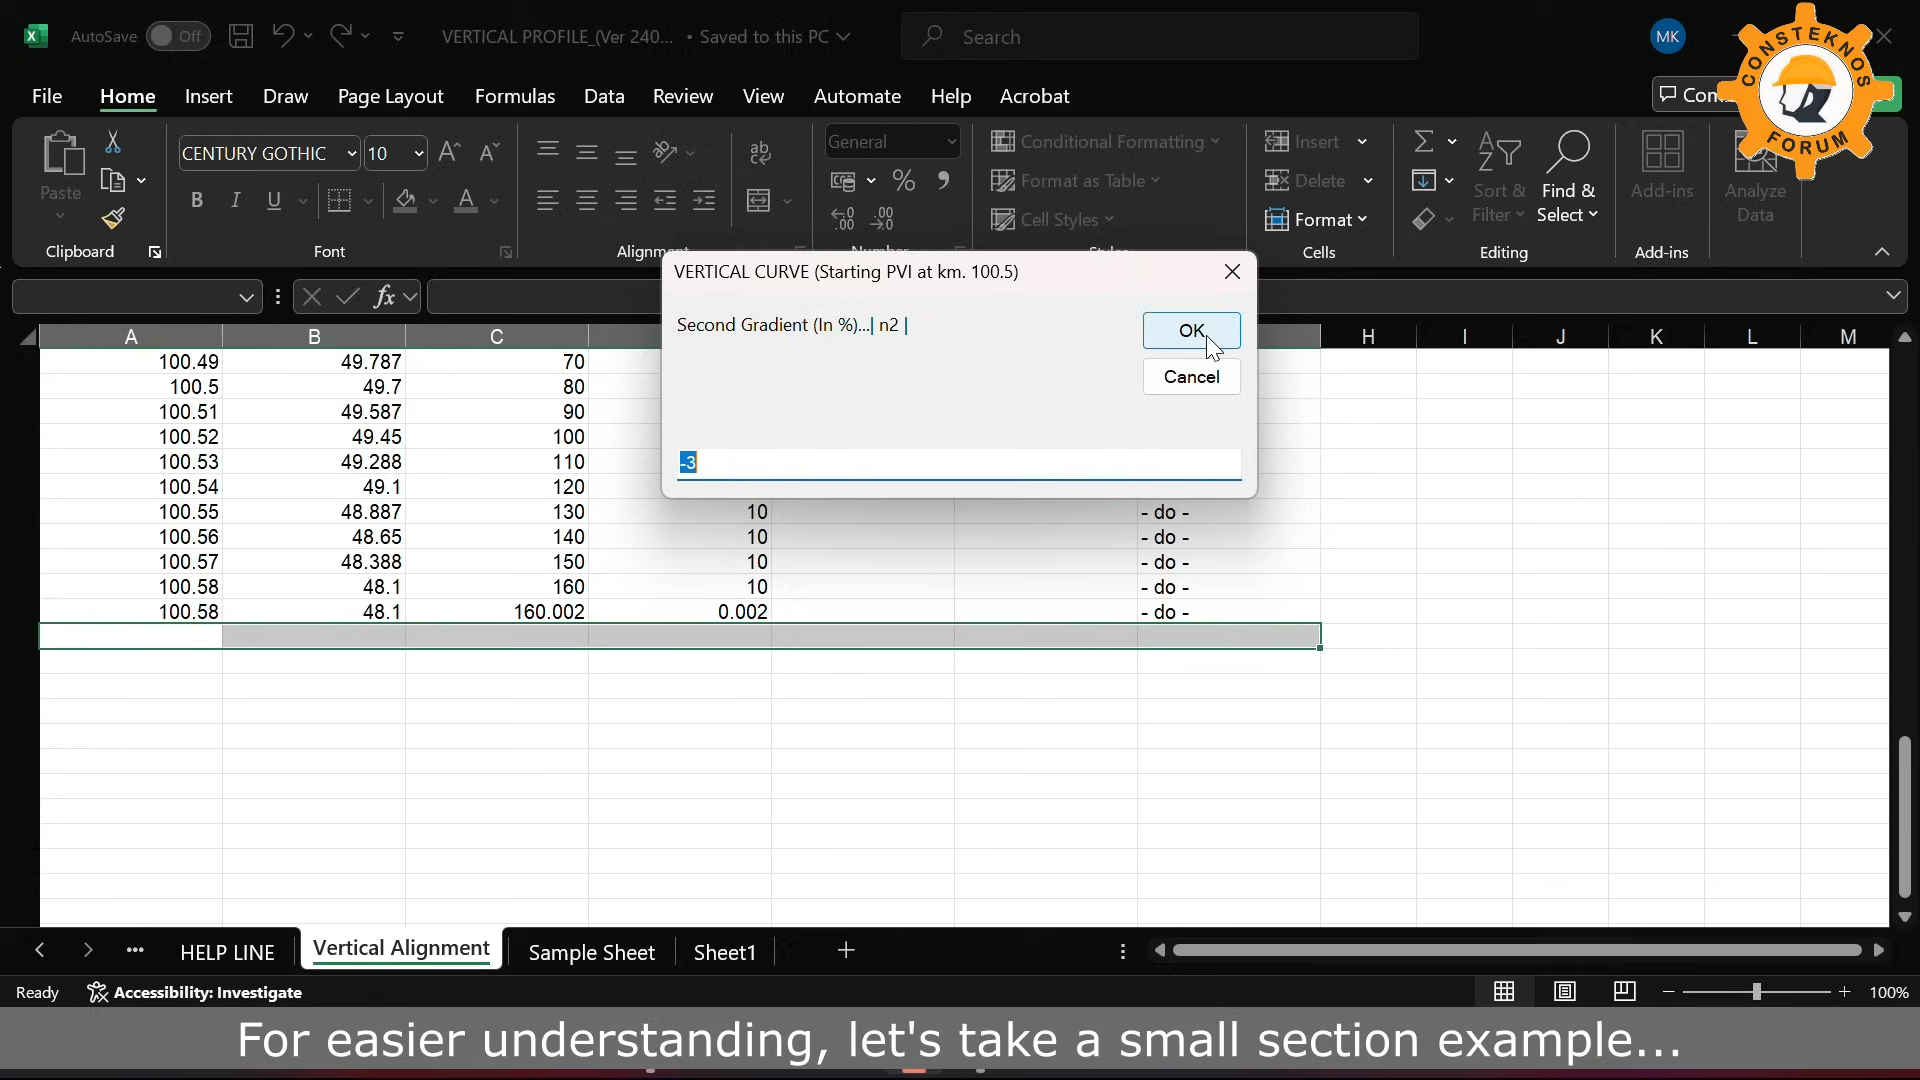 AutoSave Off VERTICAL PROFILE_(Ver 240... • Saved to this PC Search MK
CONSTEKNOS FORUM
File Home Insert Draw Page Layout Formulas Data Review View Automate Help Acrobat
Paste CENTURY GOTHIC 10 General Conditional Formatting Insert Sort & Filter Find & Select Add-ins Analyze Data
B I U Format as Table Delete
Cell Styles Format
Clipboard Font Cells Editing Add-ins
VERTICAL CURVE (Starting PVI at km. 100.5)
Second Gradient (In %)...| n2 |
OK
Cancel
-3
fx
A B C H I J K L M
100.49 49.787 70
100.5 49.7 80
100.51 49.587 90
100.52 49.45 100
100.53 49.288 110
100.54 49.1 120
100.55 48.887 130 10 - do -
100.56 48.65 140 10 - do -
100.57 48.388 150 10 - do -
100.58 48.1 160 10 - do -
100.58 48.1 160.002 0.002 - do -
HELP LINE Vertical Alignment Sample Sheet Sheet1
Ready Accessibility: Investigate 100%
For easier understanding, let's take a small section example...